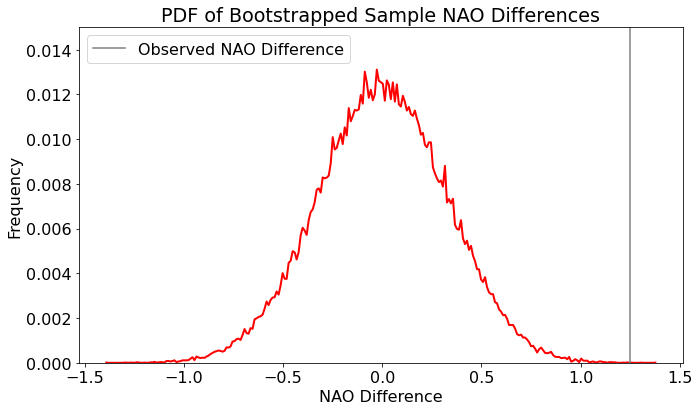 PDF of Bootstrapped Sample NAO Differences
Observed NAO Difference
Frequency
0.014
0.012
0.010
0.008
0.006
0.004
0.002
0.000
−1.5 −1.0 −0.5 0.0 0.5 1.0 1.5
NAO Difference